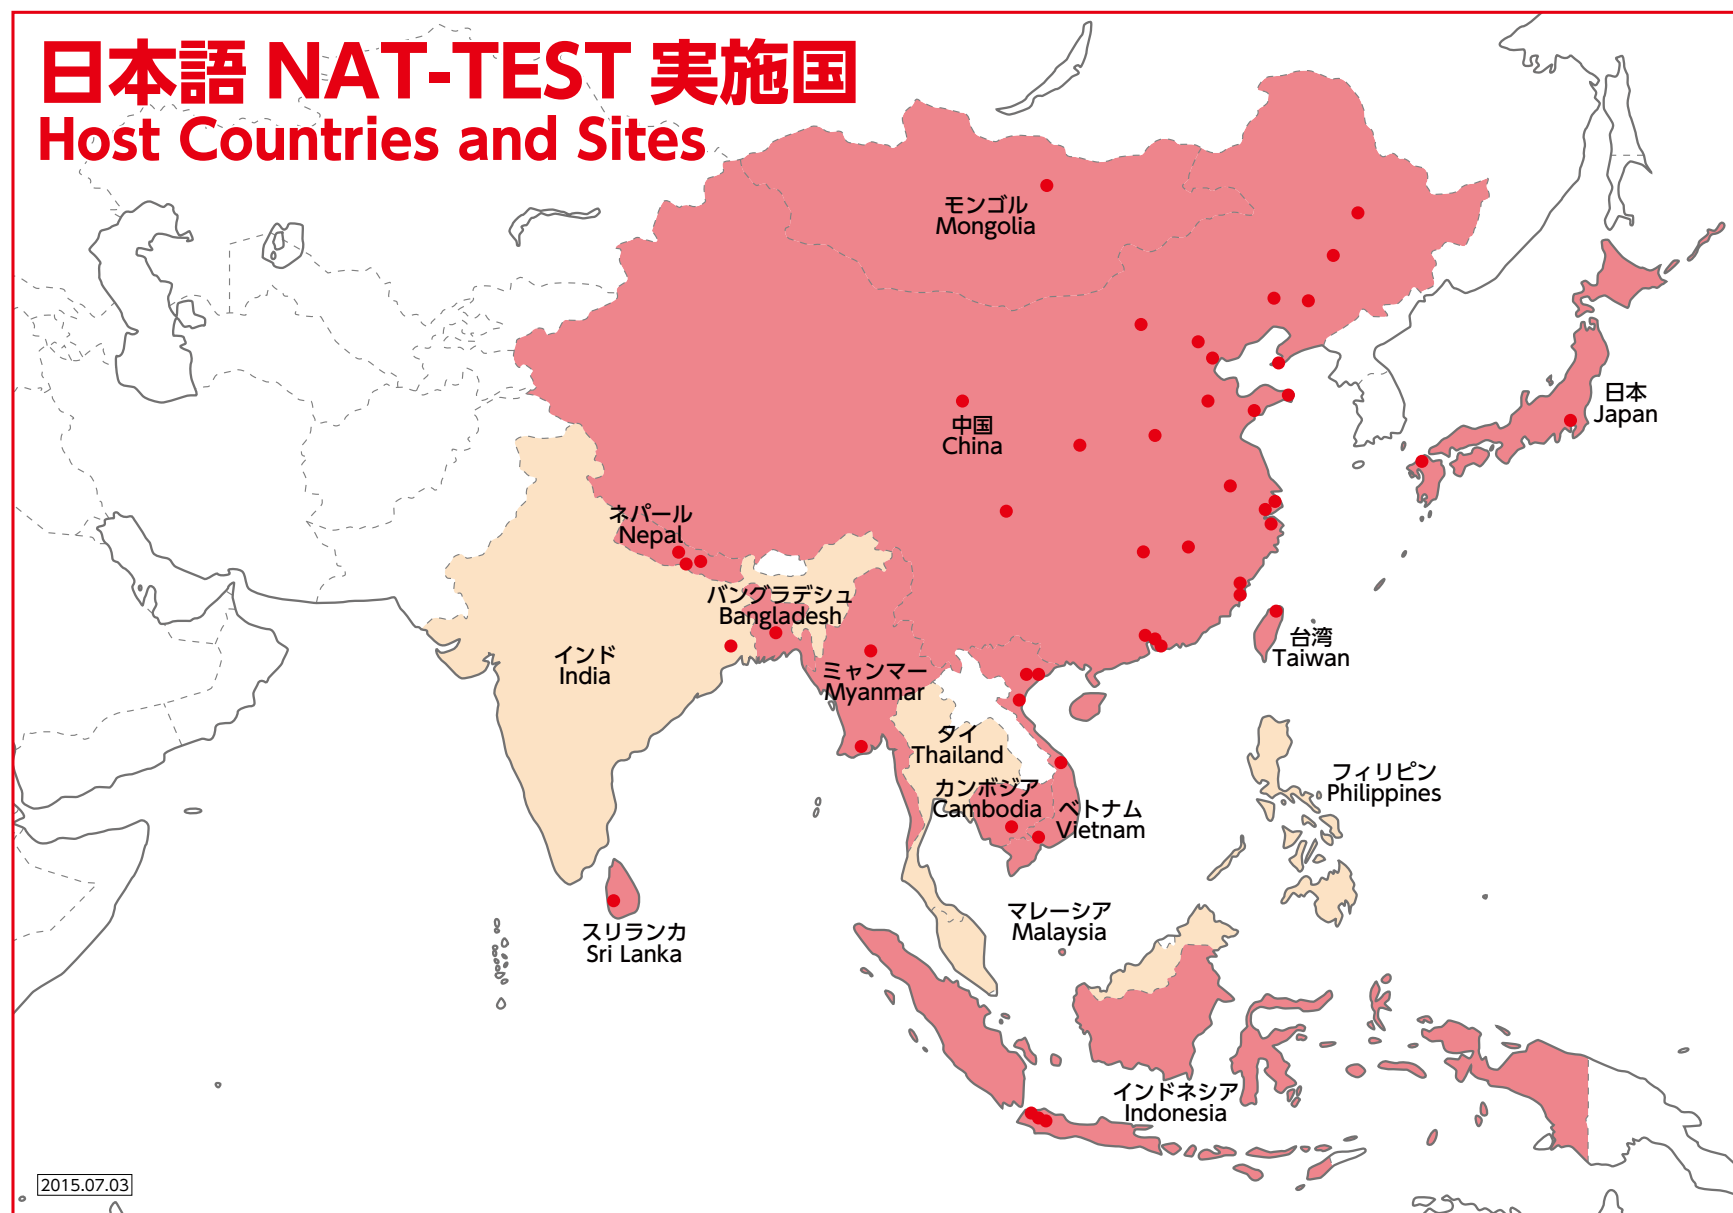 日本語 NAT-TEST 実施国
Host Countries and Sites
モンゴル
Mongolia
日本
Japan
中国
China
ネパール
Nepal
バングラデシュ
Bangladesh
インド
India
台湾
Taiwan
ミャンマー
Myanmar
タイ
Thailand
フィリピン
Philippines
カンボジア
Cambodia
ベトナム
Vietnam
マレーシア
Malaysia
スリランカ
Sri Lanka
インドネシア
Indonesia
2015.07.03